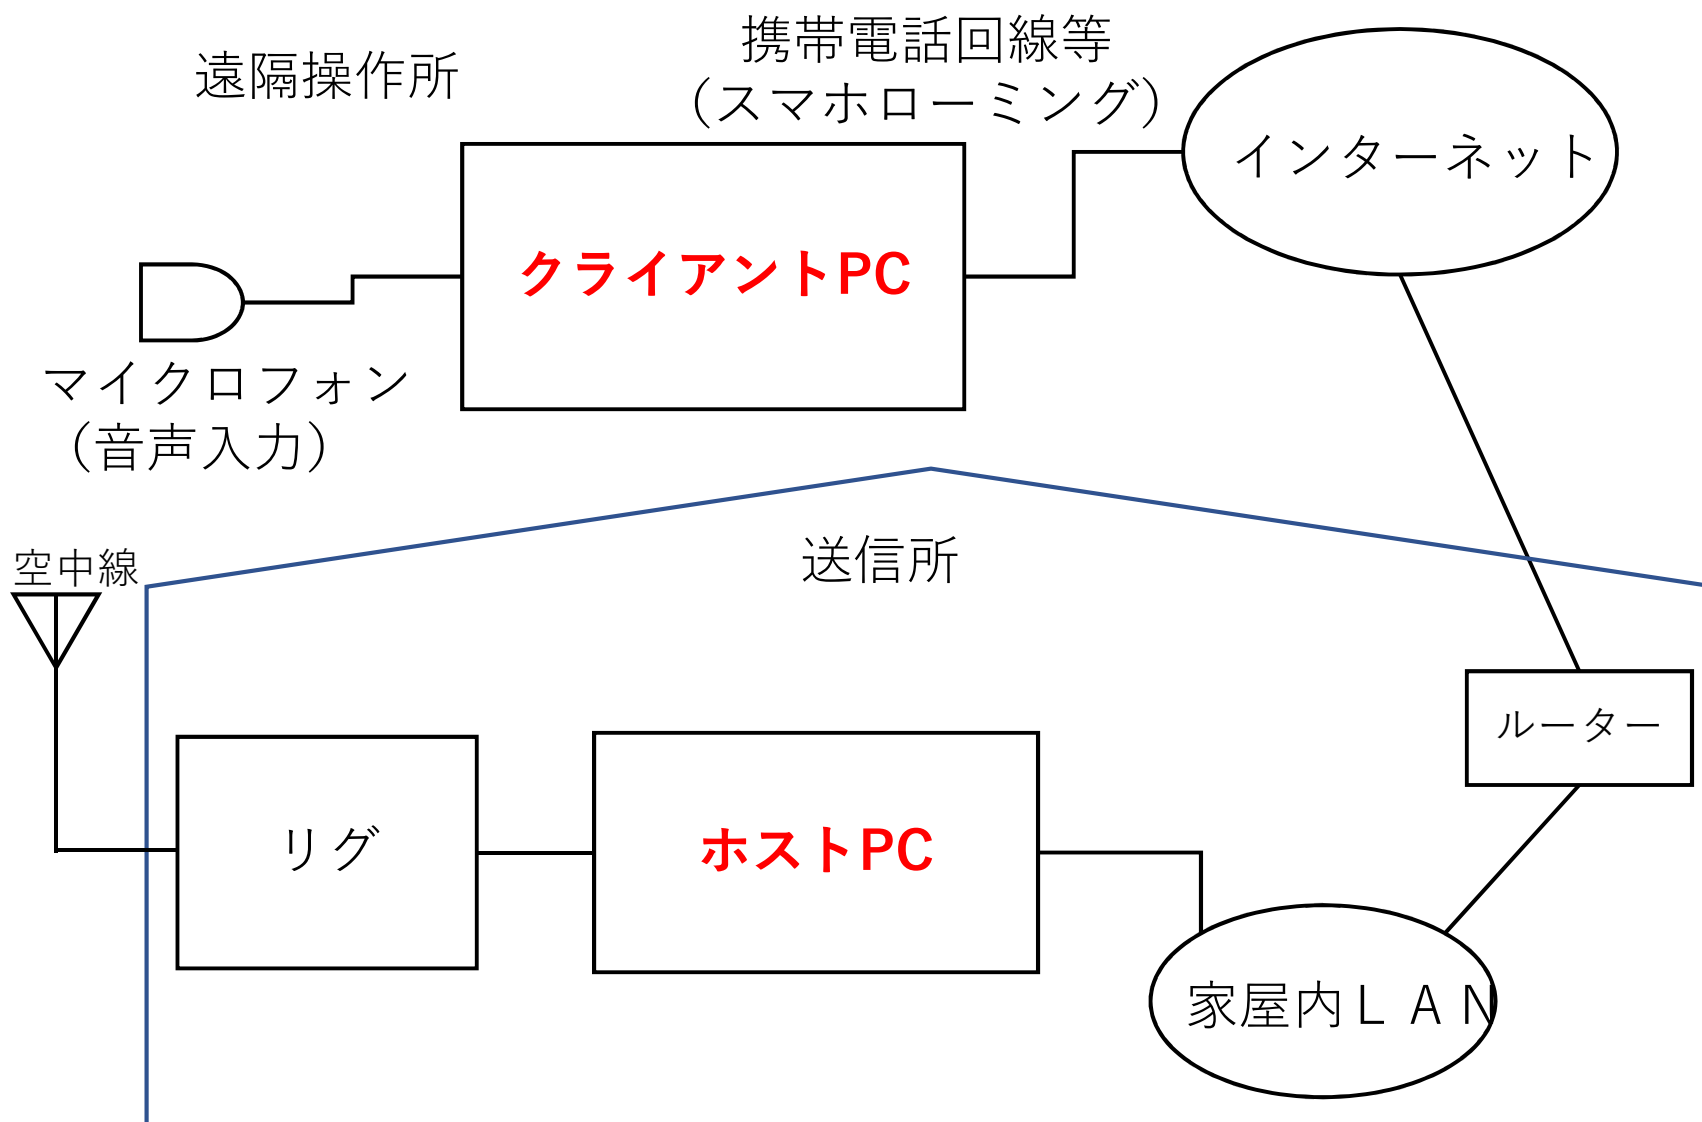 遠隔操作所
携帯電話回線等
（スマホローミング）
インターネット
クライアントPC
マイクロフォン
（音声入力）
空中線
送信所
ルーター
リグ
ホストPC
家屋内ＬＡＮ